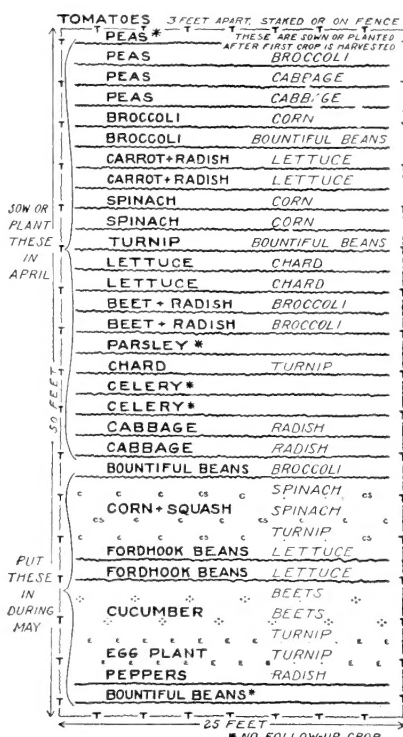 TOMATOES 3 FEET APART, STAKED OR ON FENCE
PEAS* THESE ARE SOWN OR PLANTED
AFTER FIRST CROP IS HARVESTED
PEAS BROCCOLI
PEAS CABBAGE
PEAS CABBAGE
BROCCOLI CORN
BROCCOLI BOUNTIFUL BEANS
CARROT+RADISH LETTUCE
CARROT+RADISH LETTUCE
SPINACH CORN
SPINACH CORN
TURNIP BOUNTIFUL BEANS
LETTUCE CHARD
LETTUCE CHARD
BEET + RADISH BROCCOLI
BEET + RADISH BROCCOLI
PARSLEY *
CHARD TURNIP
CELERY*
CELERY*
CABBAGE RADISH
CABBAGE RADISH
SOW OR
PLANT
THESE
IN
APRIL
50 FEET
BOUNTIFUL BEANS BROCCOLI
SPINACH
CORN + SQUASH SPINACH
TURNIP
FORDHOOK BEANS LETTUCE
FORDHOOK BEANS LETTUCE
BEETS
CUCUMBER BEETS
TURNIP
EGG PLANT TURNIP
PEPPERS RADISH
BOUNTIFUL BEANS*
PUT
THESE
IN
DURING
MAY
25 FEET
* NO FOLLOW-UP CROP